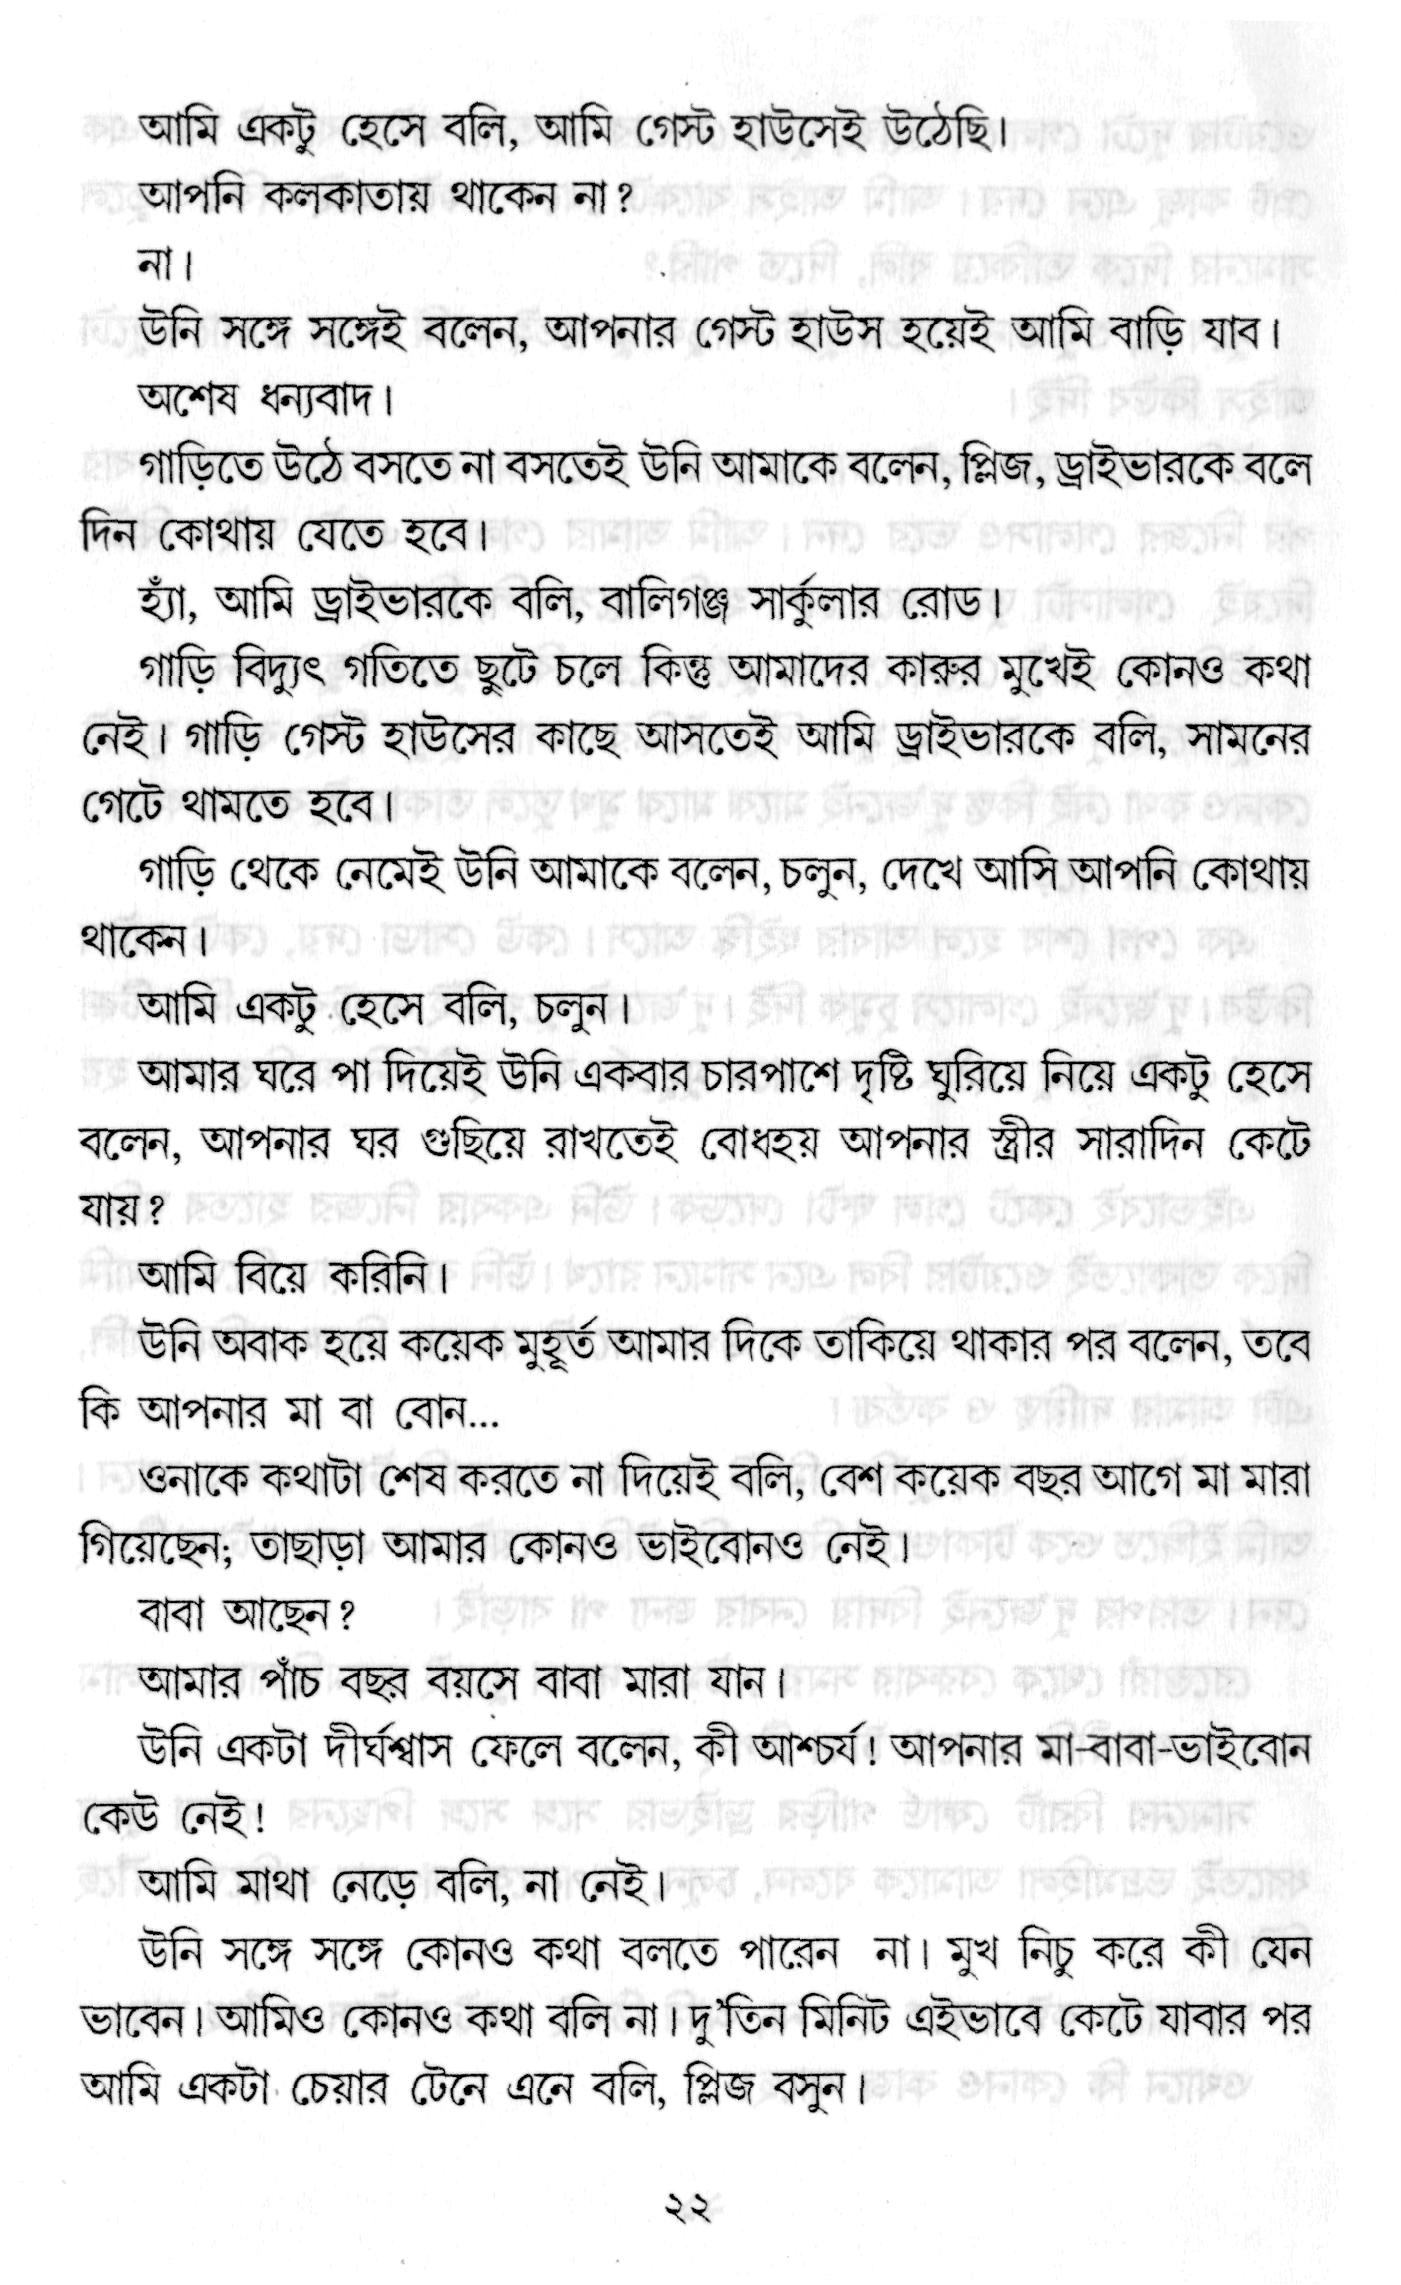 আমি একটু হেসে বলি, আমি গেস্ট হাউসেই উঠেছি।
আপনি কলকাতায় থাকেন না?
না।
উনি সঙ্গে সঙ্গেই বলেন, আপনার গেস্ট হাউস হয়েই আমি বাড়ি যাব।
অশেষ ধন্যবাদ।
গাড়িতে উঠে বসতে না বসতেই উনি আমাকে বলেন, প্লিজ, ড্রাইভারকে বলে
দিন কোথায় যেতে হবে।
হ্যাঁ, আমি ড্রাইভারকে বলি, বালিগঞ্জ সার্কুলার রোড।
গাড়ি বিদ্যুৎ গতিতে ছুটে চলে কিন্তু আমাদের কারুর মুখেই কোনও কথা
নেই। গাড়ি গেস্ট হাউসের কাছে আসতেই আমি ড্রাইভারকে বলি, সামনের
গেটে থামতে হবে।
গাড়ি থেকে নেমেই উনি আমাকে বলেন, চলুন, দেখে আসি আপনি কোথায়
থাকেন।
আমি একটু হেসে বলি, চলুন।
আমার ঘরে পা দিয়েই উনি একবার চারপাশে দৃষ্টি ঘুরিয়ে নিয়ে একটু হেসে
বলেন, আপনার ঘর গুছিয়ে রাখতেই বোধহয় আপনার স্ত্রীর সারাদিন কেটে
যায়?
আমি বিয়ে করিনি।
উনি অবাক হয়ে কয়েক মুহূর্ত আমার দিকে তাকিয়ে থাকার পর বলেন, তবে
কি আপনার মা বা বোন...
ওনাকে কথাটা শেষ করতে না দিয়েই বলি, বেশ কয়েক বছর আগে মা মারা
গিয়েছেন; তাছাড়া আমার কোনও ভাইবোনও নেই।
বাবা আছেন?
আমার পাঁচ বছর বয়সে বাবা মারা যান।
উনি একটা দীর্ঘশ্বাস ফেলে বলেন, কী আশ্চর্য! আপনার মা-বাবা-ভাইবোন
কেউ নেই!
আমি মাথা নেড়ে বলি, না নেই।
উনি সঙ্গে সঙ্গে কোনও কথা বলতে পারেন না। মুখ নিচু করে কী যেন
ভাবেন। আমিও কোনও কথা বলি না। দু'তিন মিনিট এইভাবে কেটে যাবার পর
আমি একটা চেয়ার টেনে এনে বলি, প্লিজ বসুন।
২২